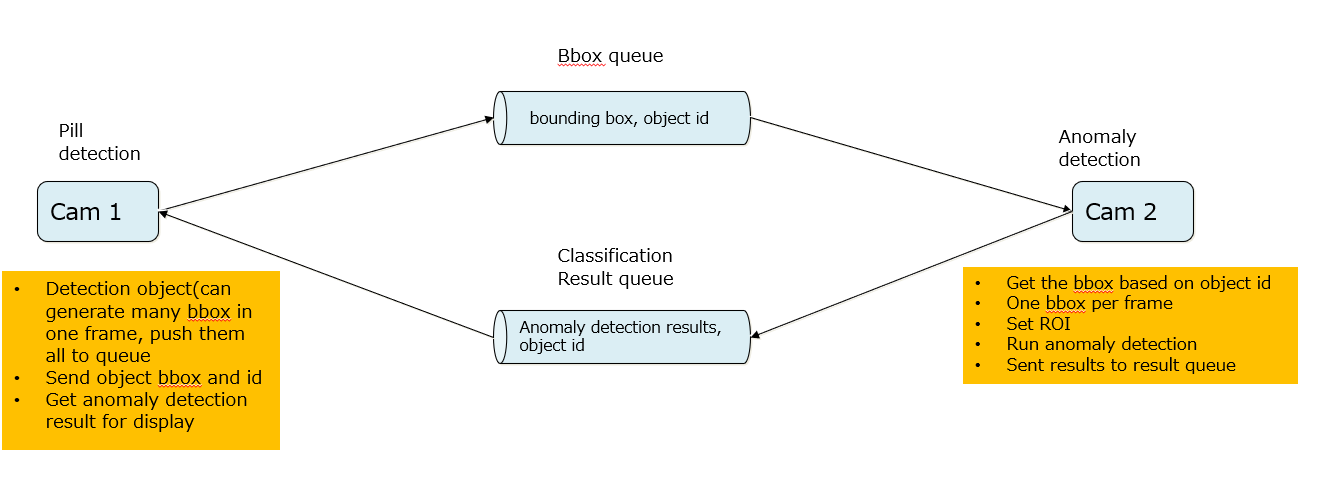 Bbox queue
bounding box, object id
Pill
detection
Cam 1
Anomaly
detection
Cam 2
Classification
Result queue
Anomaly detection results,
object id
• Detection object(can
generate many bbox in
one frame, push them
all to queue
• Send object bbox and id
• Get anomaly detection
result for display
• Get the bbox based on object id
• One bbox per frame
• Set ROI
• Run anomaly detection
• Sent results to result queue